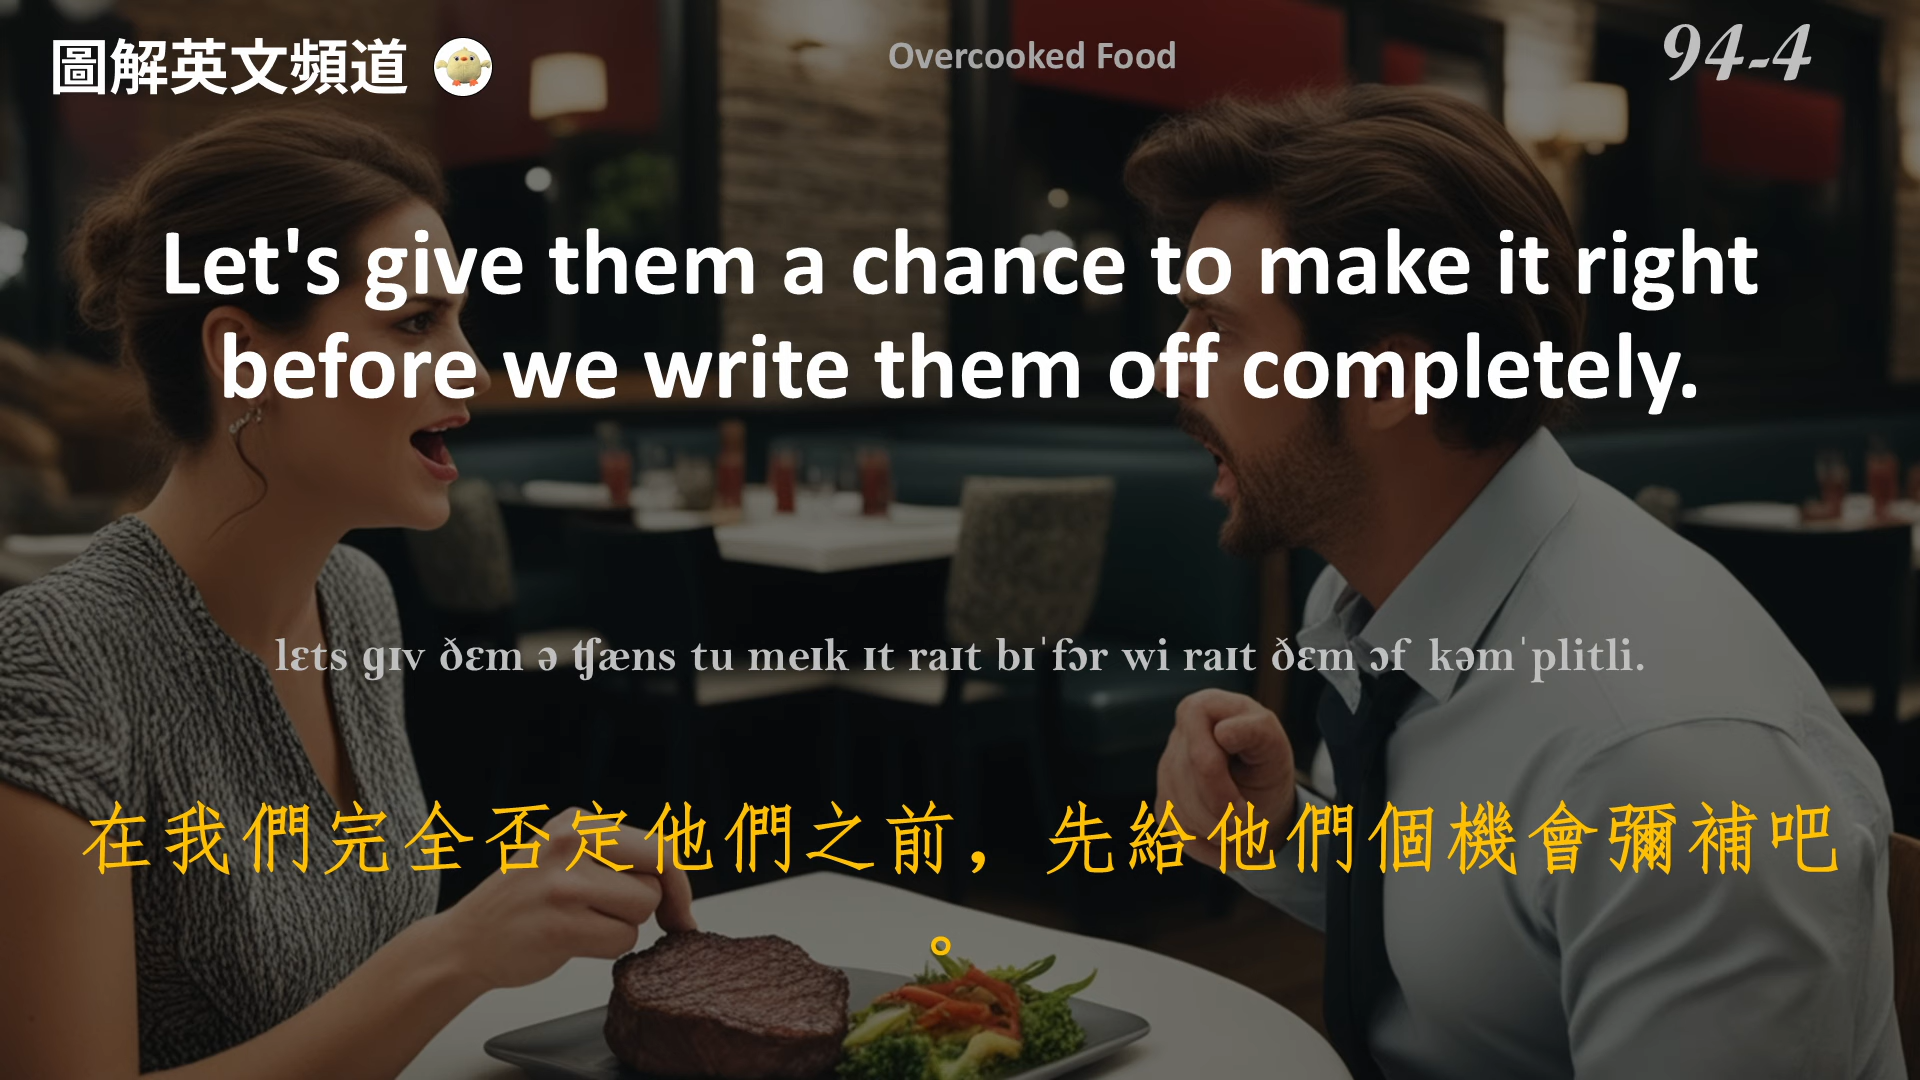 圖解英文頻道
Overcooked Food
94-4
Let's give them a chance to make it right
before we write them off completely.
lɛts ɡɪv ðɛm ə ʧæns tu meɪk ɪt raɪt bɪˈfɔr wi raɪt ðɛm ɔf kəmˈplitli.
在我們完全否定他們之前，先給他們個機會彌補吧
。